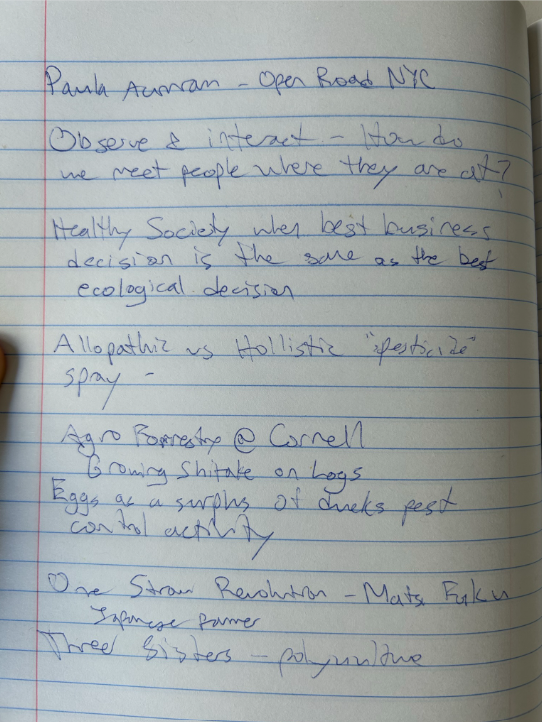 Paula - Open Road NYC
Observe & interact - How do
we meet people where they are at?
Healthy Society when best business
decision is the same as the best
ecological decision
Allopathic vs Hollistic "pesticide"
spray -
Agro Forrestry @ Cornell
Growing Shitake on Logs
Eggs as a surplus of ducks pest
control activity
One Straw Revolution - Mats Fuku
Japanese farmer
Three Sisters - polyculture